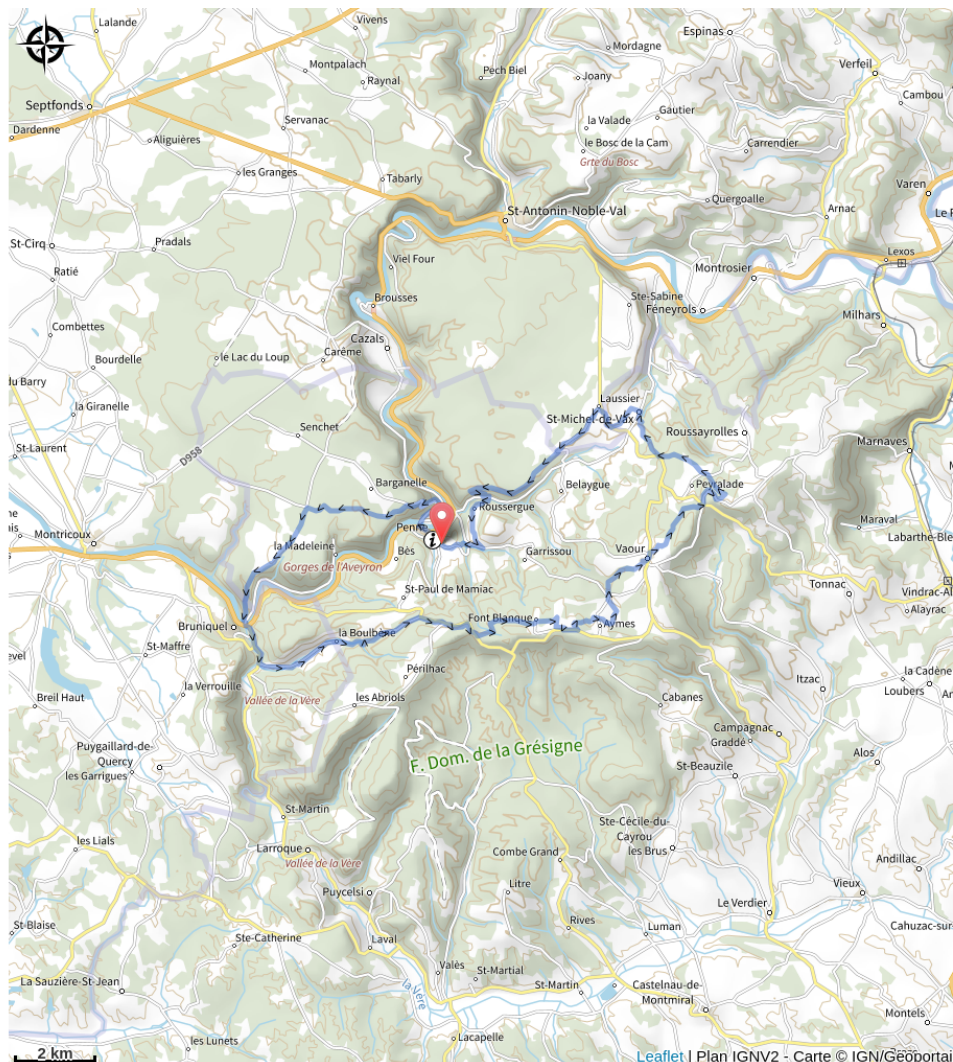 Lalande
Vivens
Espinas
Mordagne
Montpalach
Pech Biel
Joany
Verfeil
Raynal
Cambou
Septfonds
Gautier
Servanac
la Valade
Dardenne
Aliguières
le Bosc de la Cam
Carrendier
Grte du Bosc
les Granges
Tabarly
Varen
Quergoalle
St-Antonin-Noble-Val
Arnac
St-Cirq
Pradals
Lexos
Viel Four
Montrosier
Ratié
Brousses
Ste-Sabine
Féneyrols
Milhars
Combettes
Cazals
Carême
Bourdelle
le Lac du Loup
du Barry
la Giranelle
Laussier
St-Michel-de-Vax
Senchet
Roussayrolles
St-Laurent
D958
Marnaves
Barganelle
Belaygue
Peyralade
Roussergue
Montricoux
Penne
Maraval
Labarthe-Ble
la Madeleine
Bès
Garrissou
Vaour
Gorges de l'Aveyron
Tonnac
Vindrac-Al
St-Paul de Mamiac
Alayrac
Font Blanque
Bruniquel
Aymes
la Boulbène
St-Maffre
Périlhac
la Cadène
la Verrouille
Itzac
Loubers
Breil Haut
Vallée de la Vère
les Abriols
Cabanes
Campagnac
Graddé
Puygaillard-de-
Quercy
les Garrigues
F. Dom. de la Grésigne
Alos
St-Beauzile
St-Martin
Ste-Cécile-du-
Cayrou
les Brus
les Lials
Larroque
Vallée de la Vère
Combe Grand
Andillac
Puycelsi
Litre
Vieux
Le Verdier
St-Blaise
Rives
Cahuzac-sur-
Ste-Catherine
Laval
Luman
Valès
St-Martial
La Sauzière-St-Jean
la Vère
St-Martin
Castelnau-de-
Montmiral
Montels
les Lunets
Lacapelle
2 km
Leaflet | Plan IGNV2 - Carte © IGN/Géoportai